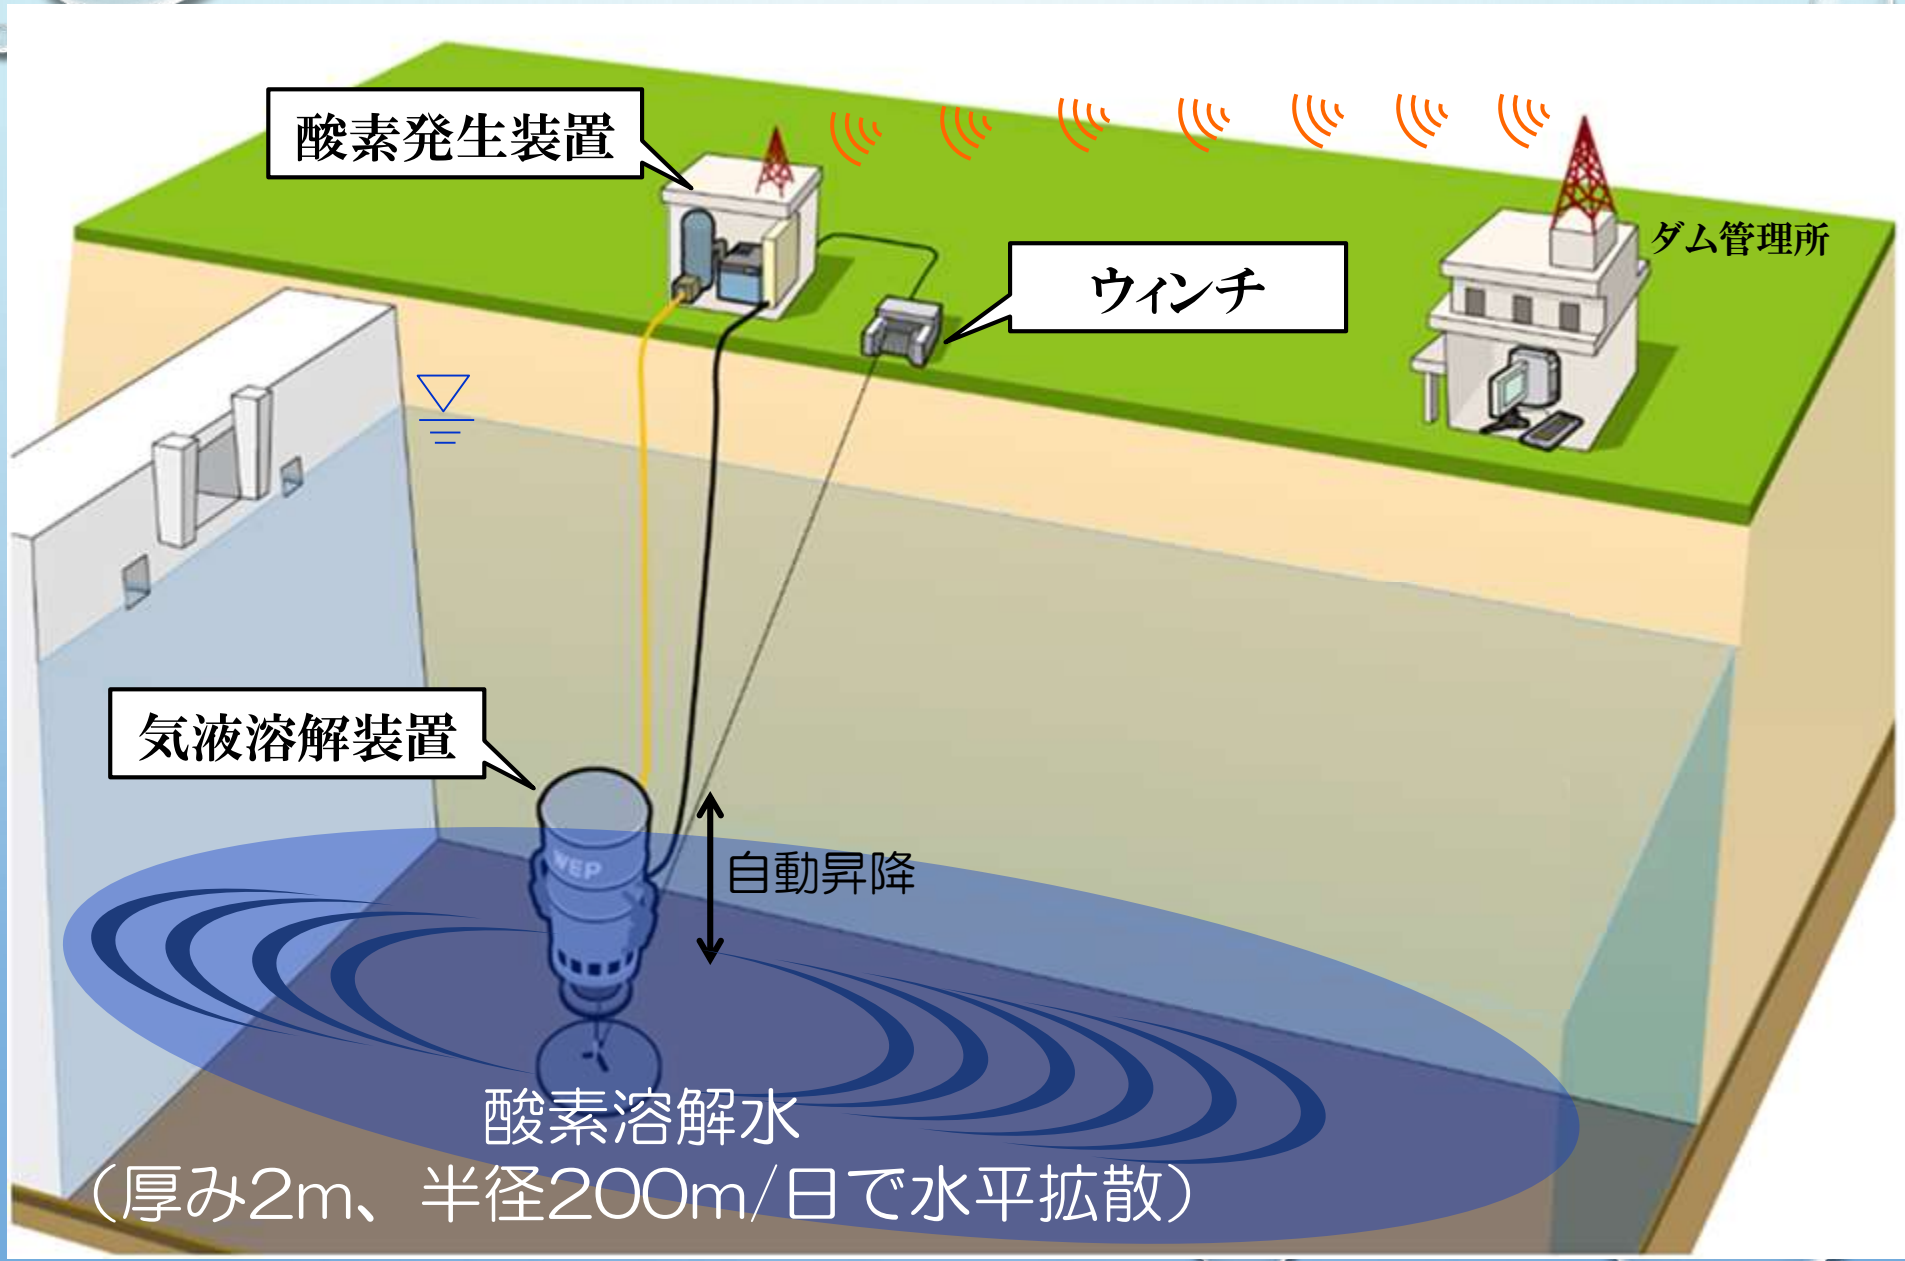 酸素発生装置
ダム管理所
ウィンチ
気液溶解装置
WEP
自動昇降
酸素溶解水
(厚み2m、半径200m/日で水平拡散)